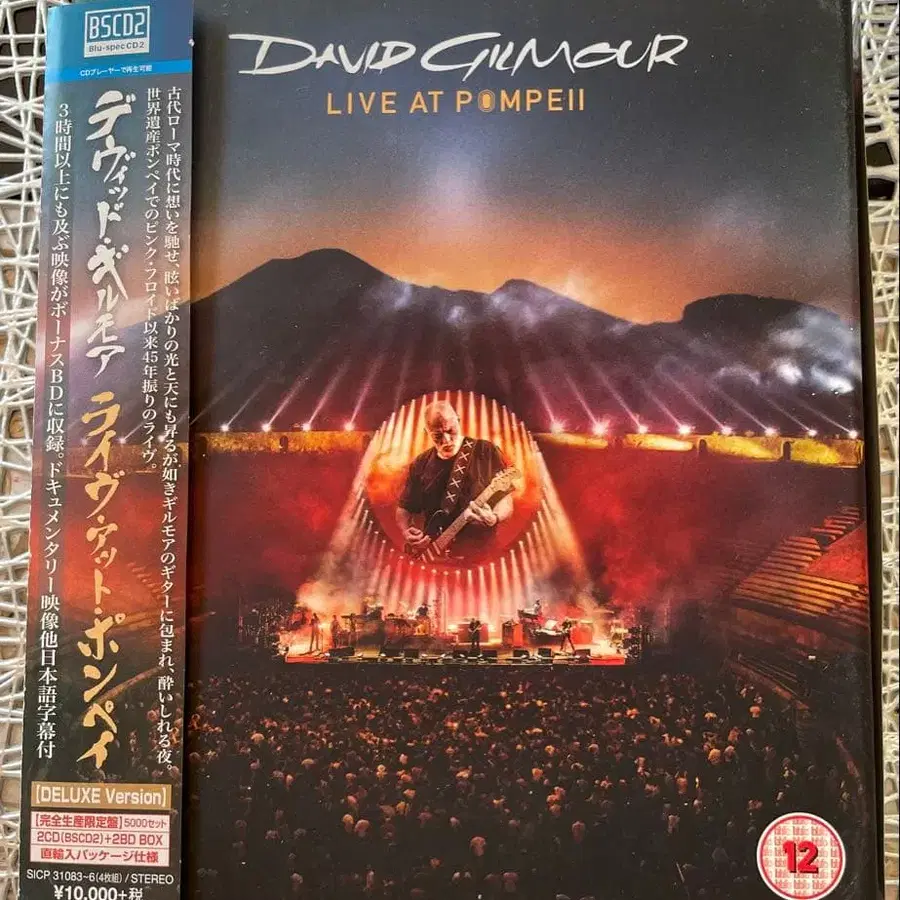 BSCD2
Blu-spec CD2
CDプレーヤーで再生可能
古代ローマ時代に想いを馳せ、眩いばかりの光と天にも昇るが如きギルモアのギターに包まれ、酔いしれる夜。
世界遺産ポンペイでのピンク・フロイド以来45年振りのライヴ。
デヴィッド・ギルモア ライヴ・アット・ポンペイ
3時間以上にも及ぶ映像がボーナスBDに収録。ドキュメンタリー映像他日本語字幕付
[DELUXE Version]
【完全生産限定盤】5000セット
2CD(BSCD2)+2BD BOX
直輸入パッケージ仕様
SICP 31083~6(4枚組) / STEREO
¥10,000+税
DAVID GILMOUR
LIVE AT POMPEII
12